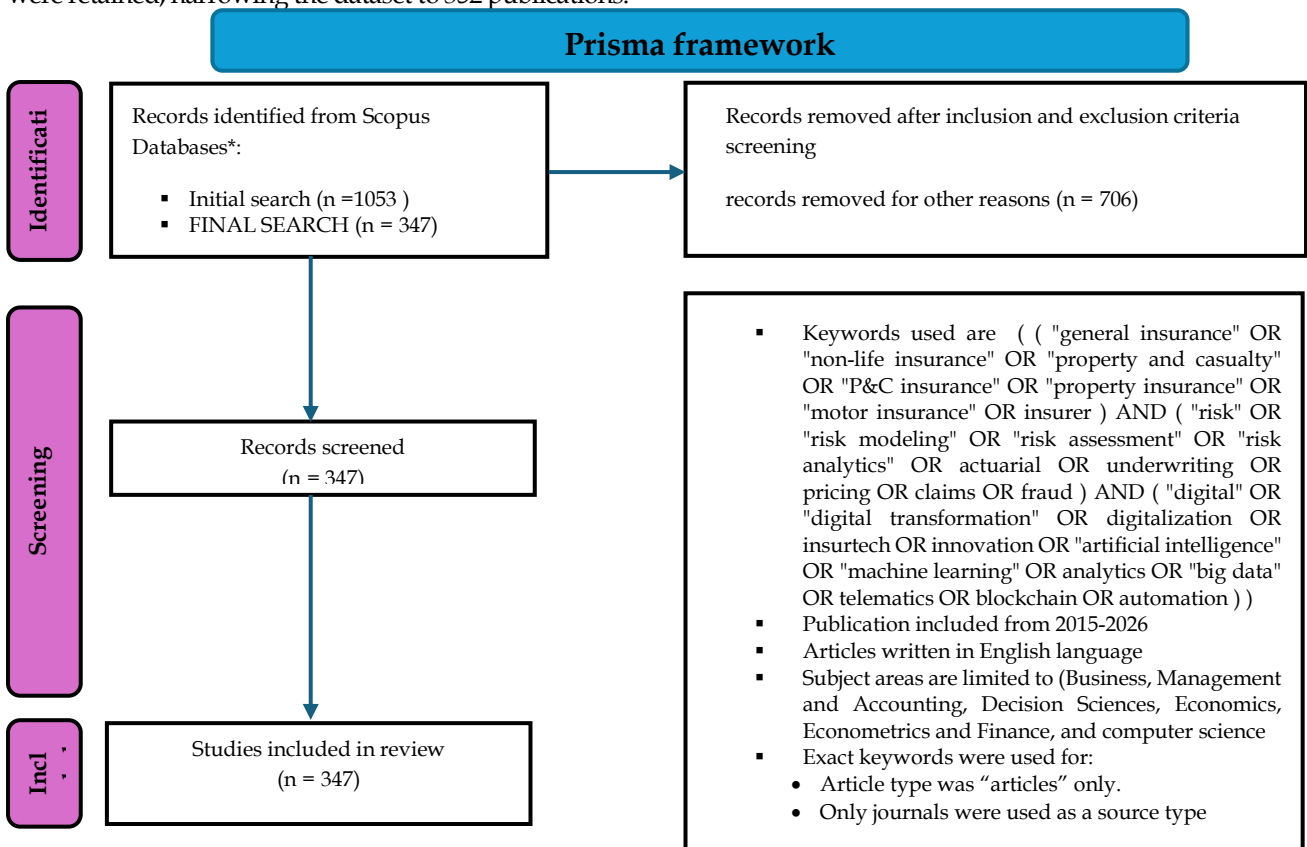 were retained, narrowing the dataset to 552 publications.
Prisma framework
Identificati
Records identified from Scopus
Databases*:
▪ Initial search (n =1053 )
▪ FINAL SEARCH (n = 347)
Records removed after inclusion and exclusion criteria
screening
records removed for other reasons (n = 706)
Screening
Records screened
(n = 347)
▪ Keywords used are ( ( "general insurance" OR
"non-life insurance" OR "property and casualty"
OR "P&C insurance" OR "property insurance" OR
"motor insurance" OR insurer ) AND ( "risk" OR
"risk modeling" OR "risk assessment" OR "risk
analytics" OR actuarial OR underwriting OR
pricing OR claims OR fraud ) AND ( "digital" OR
"digital transformation" OR digitalization OR
insurtech OR innovation OR "artificial intelligence"
OR "machine learning" OR analytics OR "big data"
OR telematics OR blockchain OR automation ) )
▪ Publication included from 2015-2026
▪ Articles written in English language
▪ Subject areas are limited to (Business, Management
and Accounting, Decision Sciences, Economics,
Econometrics and Finance, and computer science
▪ Exact keywords were used for:
• Article type was “articles” only.
• Only journals were used as a source type
Incl
Studies included in review
(n = 347)